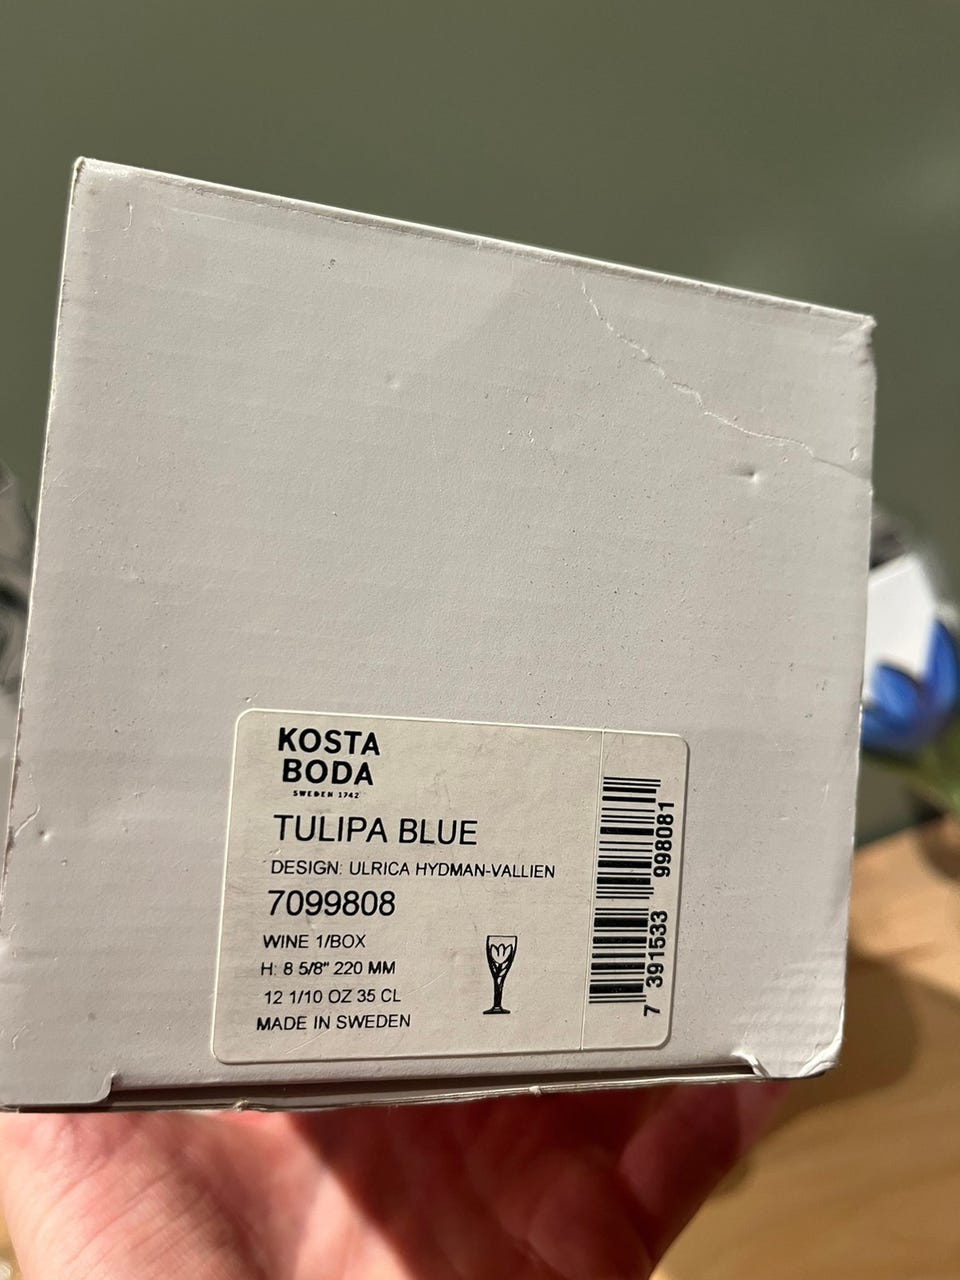 KOSTA
BODA
SWEDEN 1742
TULIPA BLUE
DESIGN: ULRICA HYDMAN-VALLIEN
7099808
WINE 1/BOX
H: 8 5/8" 220 MM
12 1/10 OZ 35 CL
MADE IN SWEDEN
7 391533 998081